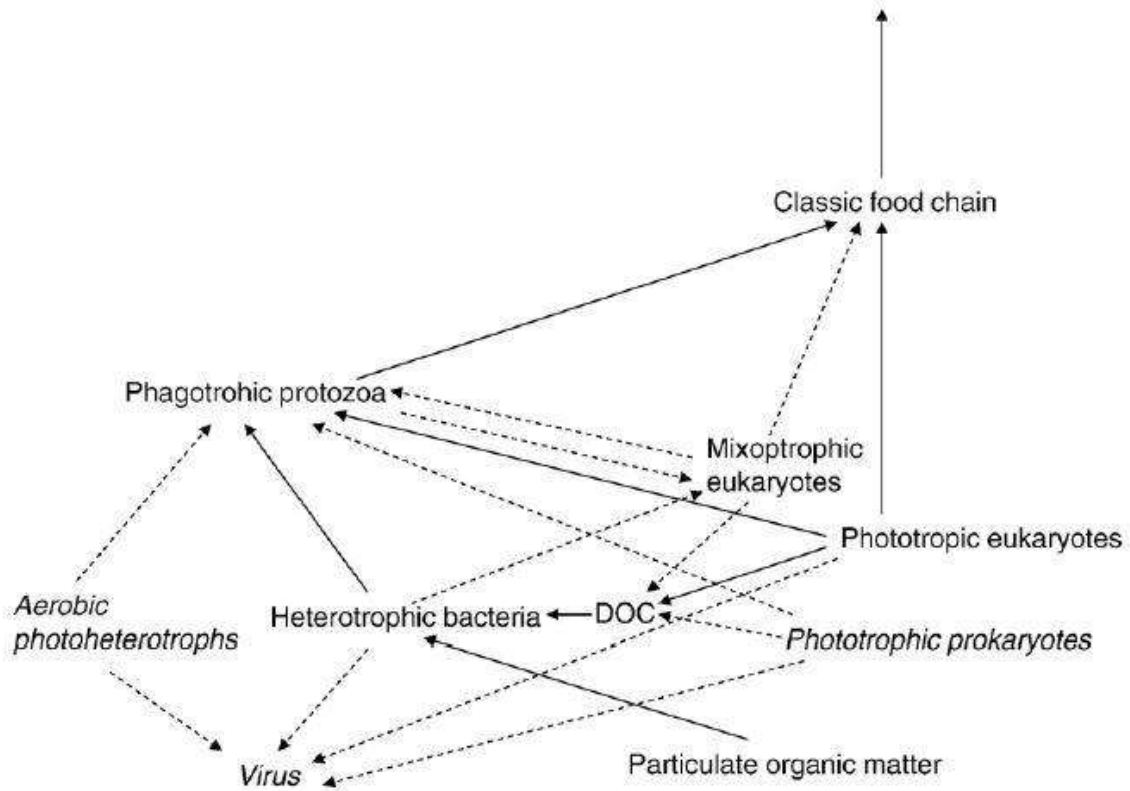 Classic food chain
Phagotrohic protozoa
Mixoptrophic
eukaryotes
Phototropic eukaryotes
Aerobic
photoheterotrophs
Heterotrophic bacteria
DOC
Phototrophic prokaryotes
Virus
Particulate organic matter